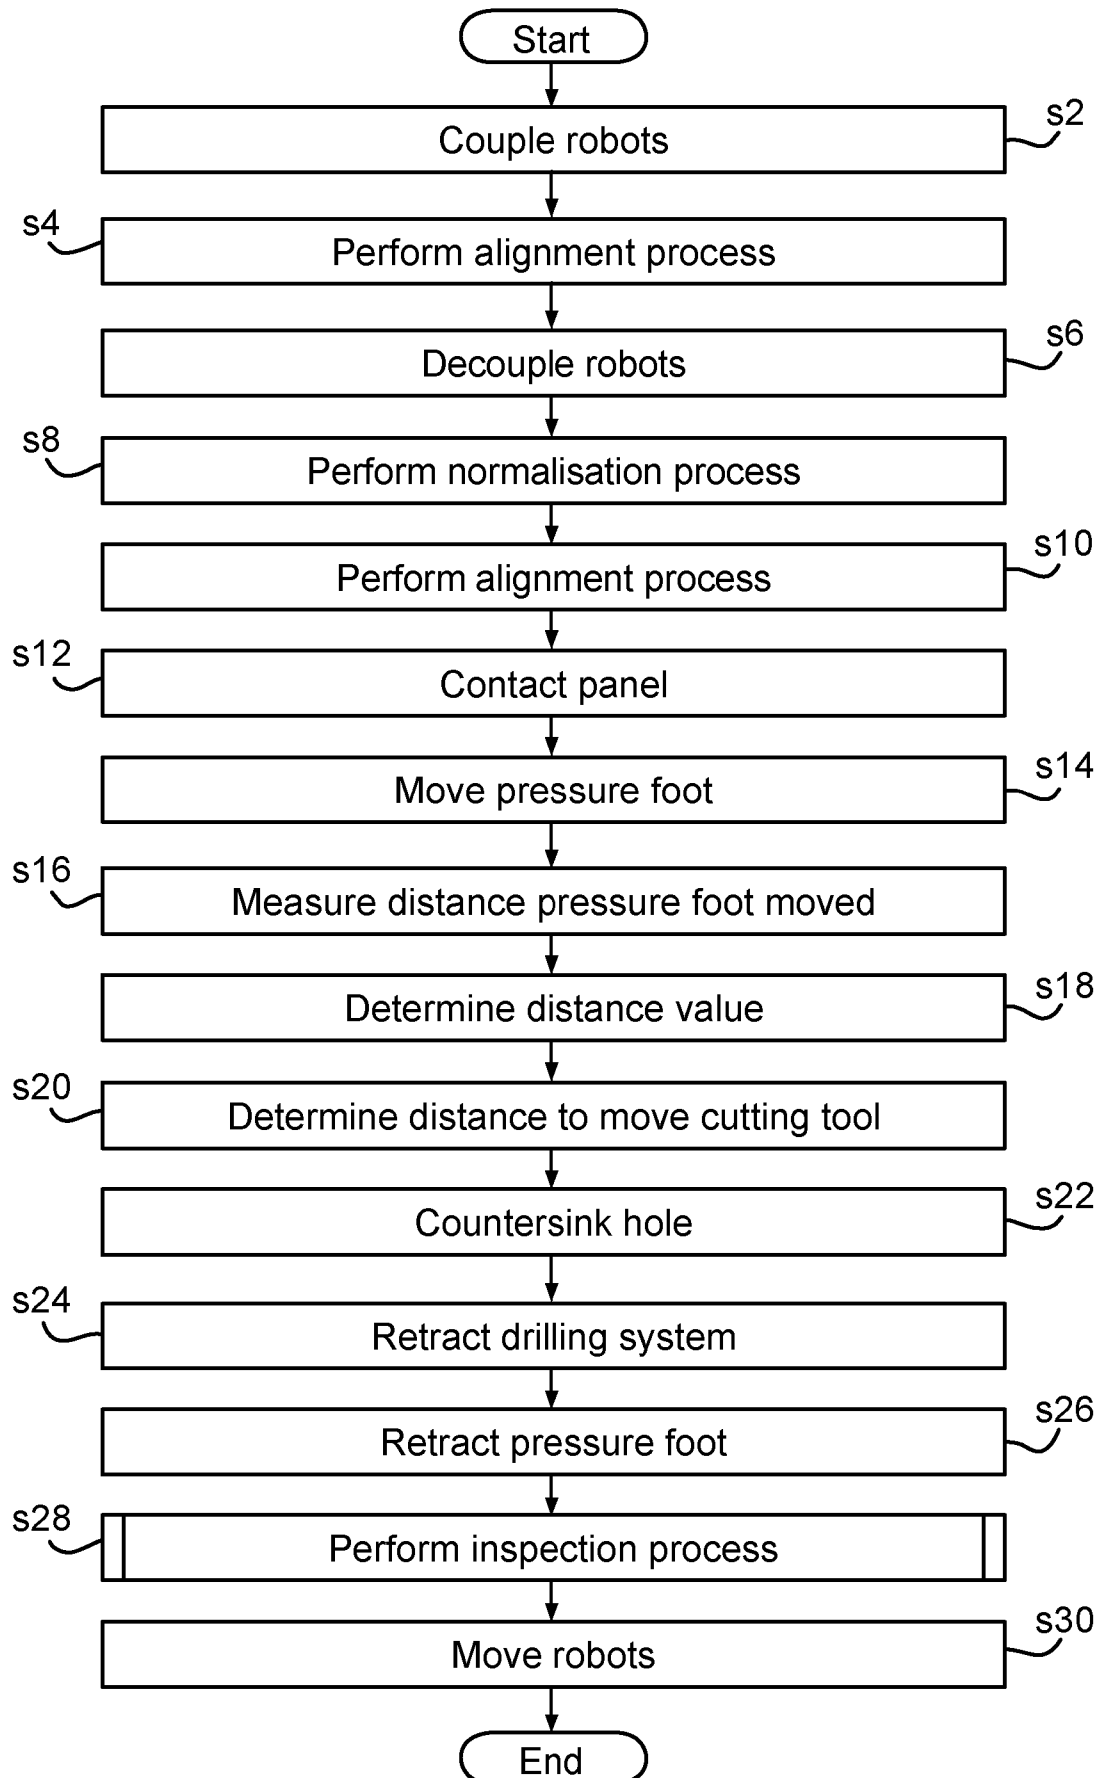 Start
Couple robots
s2
s4
Perform alignment process
Decouple robots
s6
s8
Perform normalisation process
s10
Perform alignment process
s12
Contact panel
Move pressure foot
s14
s16
Measure distance pressure foot moved
Determine distance value
s18
s20
Determine distance to move cutting tool
Countersink hole
s22
s24
Retract drilling system
Retract pressure foot
s26
s28
Perform inspection process
Move robots
s30
End